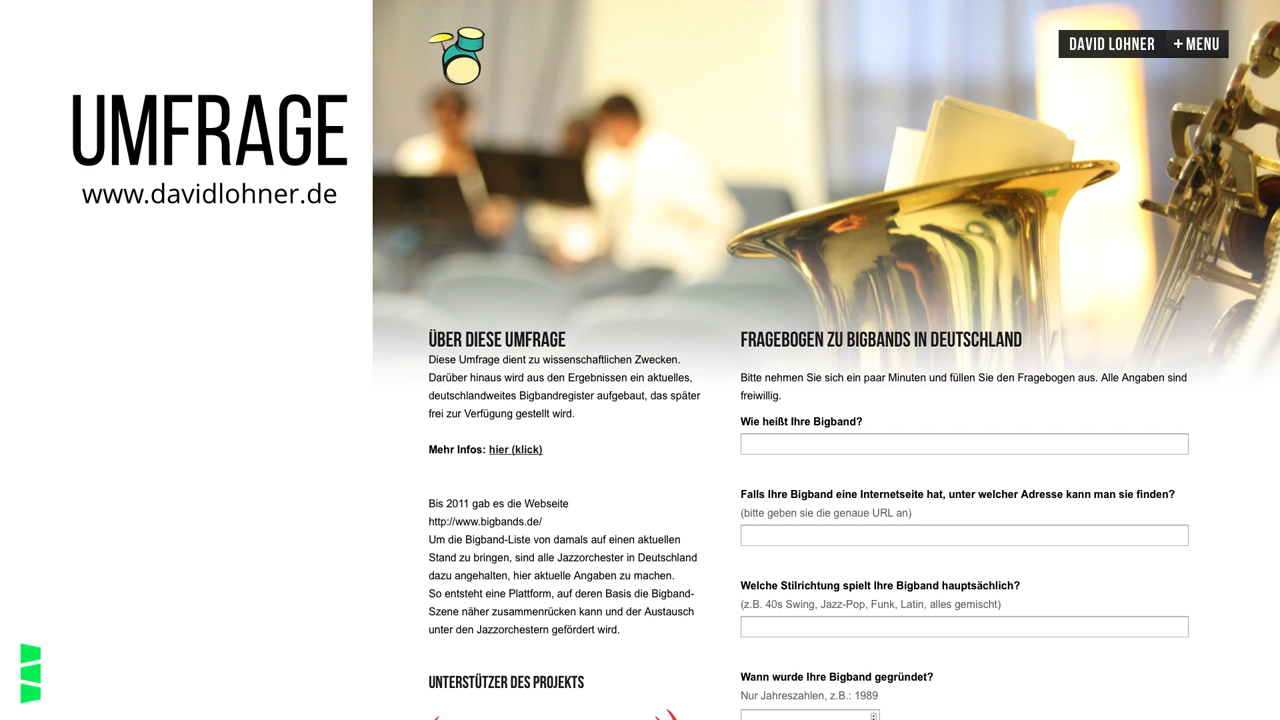 UMFRAGE
www.davidlohner.de
DAVID LOHNER
+ MENU
ÜBER DIESE UMFRAGE
Diese Umfrage dient zu wissenschaftlichen Zwecken.
Darüber hinaus wird aus den Ergebnissen ein aktuelles,
deutschlandweites Bigbandregister aufgebaut, das später
frei zur Verfügung gestellt wird.
Mehr Infos: hier (klick)
Bis 2011 gab es die Webseite
http://www.bigbands.de/
Um die Bigband-Liste von damals auf einen aktuellen
Stand zu bringen, sind alle Jazzorchester in Deutschland
dazu angehalten, hier aktuelle Angaben zu machen.
So entsteht eine Plattform, auf deren Basis die Bigband-
Szene näher zusammenrücken kann und der Austausch
unter den Jazzorchestern gefördert wird.
UNTERSTÜTZER DES PROJEKTS
FRAGEBOGEN ZU BIGBANDS IN DEUTSCHLAND
Bitte nehmen Sie sich ein paar Minuten und füllen Sie den Fragebogen aus. Alle Angaben sind
freiwillig.
Wie heißt Ihre Bigband?
Falls Ihre Bigband eine Internetseite hat, unter welcher Adresse kann man sie finden?
(bitte geben sie die genaue URL an)
Welche Stilrichtung spielt Ihre Bigband hauptsächlich?
(z.B. 40s Swing, Jazz-Pop, Funk, Latin, alles gemischt)
Wann wurde Ihre Bigband gegründet?
Nur Jahreszahlen, z.B.: 1989